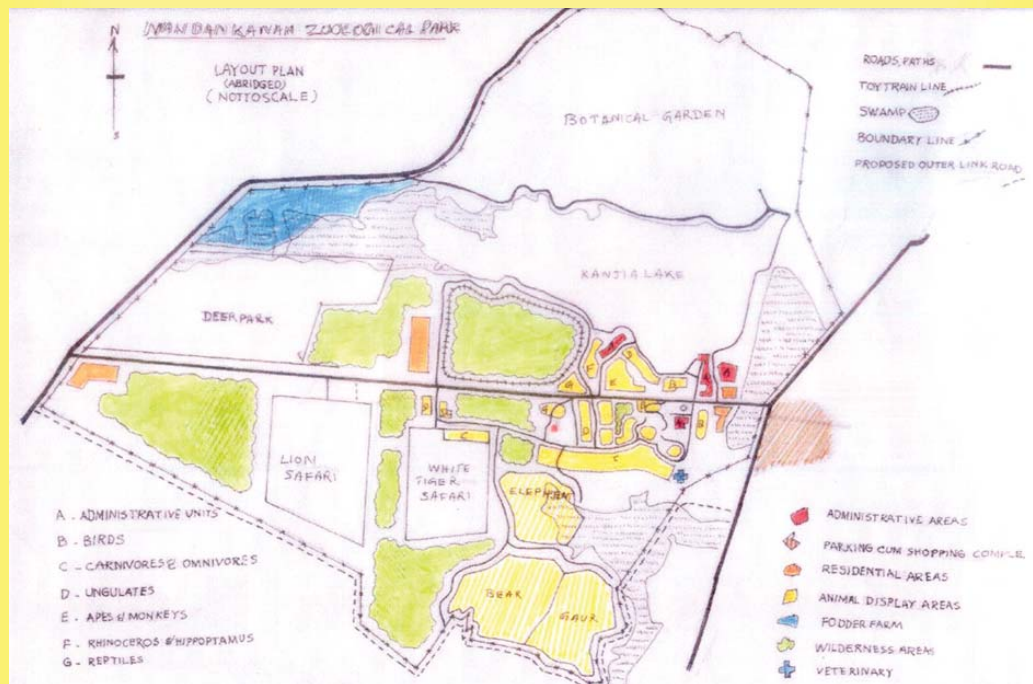 N
NANDANKANAN ZOOLOGICAL PARK
LAYOUT PLAN
(ABRIDGED)
(NOT TO SCALE)
S
ROADS, PATHS
TOY TRAIN LINE
SWAMP
BOUNDARY LINE
PROPOSED OUTER LINK ROAD
BOTANICAL GARDEN
KANJIA LAKE
DEER PARK
F
E
B
G
D
B
C
C
LION
SAFARI
WHITE
TIGER
SAFARI
ELEPHENT
BEAR
GAUR
A - ADMINISTRATIVE UNITS
B - BIRDS
C - CARNIVORES & OMNIVORES
D - UNGULATES
E - APES & MONKEYS
F - RHINOCEROS & HIPPOPTAMUS
G - REPTILES
ADMINISTRATIVE AREAS
PARKING CUM SHOPPING COMPLE
RESIDENTIAL AREAS
ANIMAL DISPLAY AREAS
FODDER FARM
WILDERNESS AREAS
VETERINARY